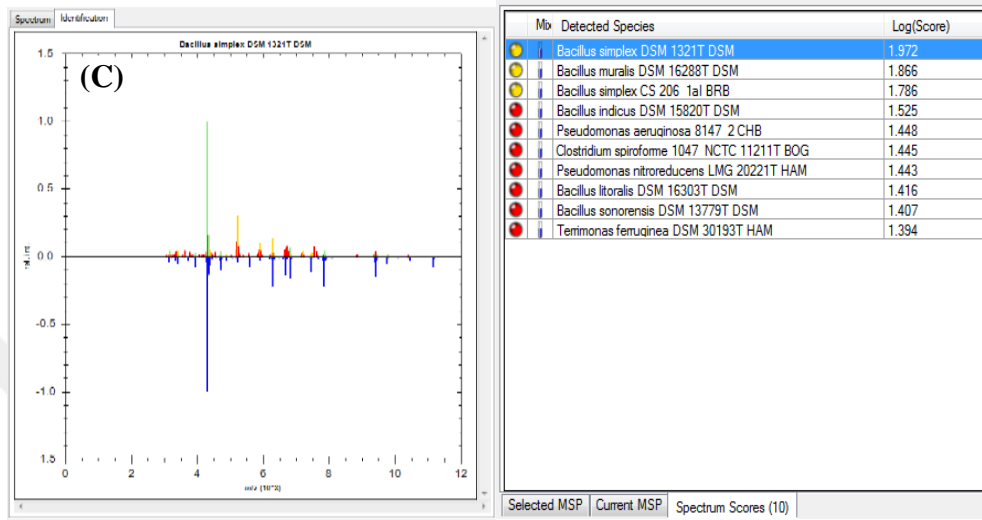 Spectrum Identification
Bacillus simplex DSM 1321T DSM
(C)
1.5
1.0
0.5
0.0
-0.5
-1.0
1.5
0 2 4 6 8 10 12
Mix Detected Species Log(Score)
Bacillus simplex DSM 1321T DSM 1.972
Bacillus muralis DSM 16288T DSM 1.866
Bacillus simplex CS 206 1al BRB 1.786
Bacillus indicus DSM 15820T DSM 1.525
Pseudomonas aeruginosa 8147 2 CHB 1.448
Clostridium spiroforme 1047 NCTC 11211T BOG 1.445
Pseudomonas nitroreducens LMG 20221T HAM 1.443
Bacillus litoralis DSM 16303T DSM 1.416
Bacillus sonorensis DSM 13779T DSM 1.407
Terrimonas ferruginea DSM 30193T HAM 1.394
Selected MSP Current MSP Spectrum Scores (10)